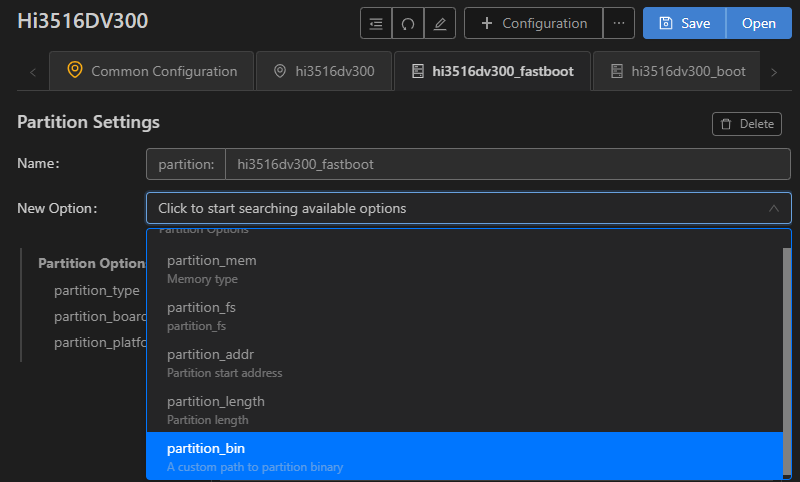 Hi3516DV300
Configuration
···
Save
Open
Common Configuration
hi3516dv300
hi3516dv300_fastboot
hi3516dv300_boot
Partition Settings
Delete
Name:
partition:
hi3516dv300_fastboot
New Option:
Click to start searching available options
Partition Options
Partition Option
partition_type
partition_board
partition_platfo
partition_mem
Memory type
partition_fs
partition_fs
partition_addr
Partition start address
partition_length
Partition length
partition_bin
A custom path to partition binary